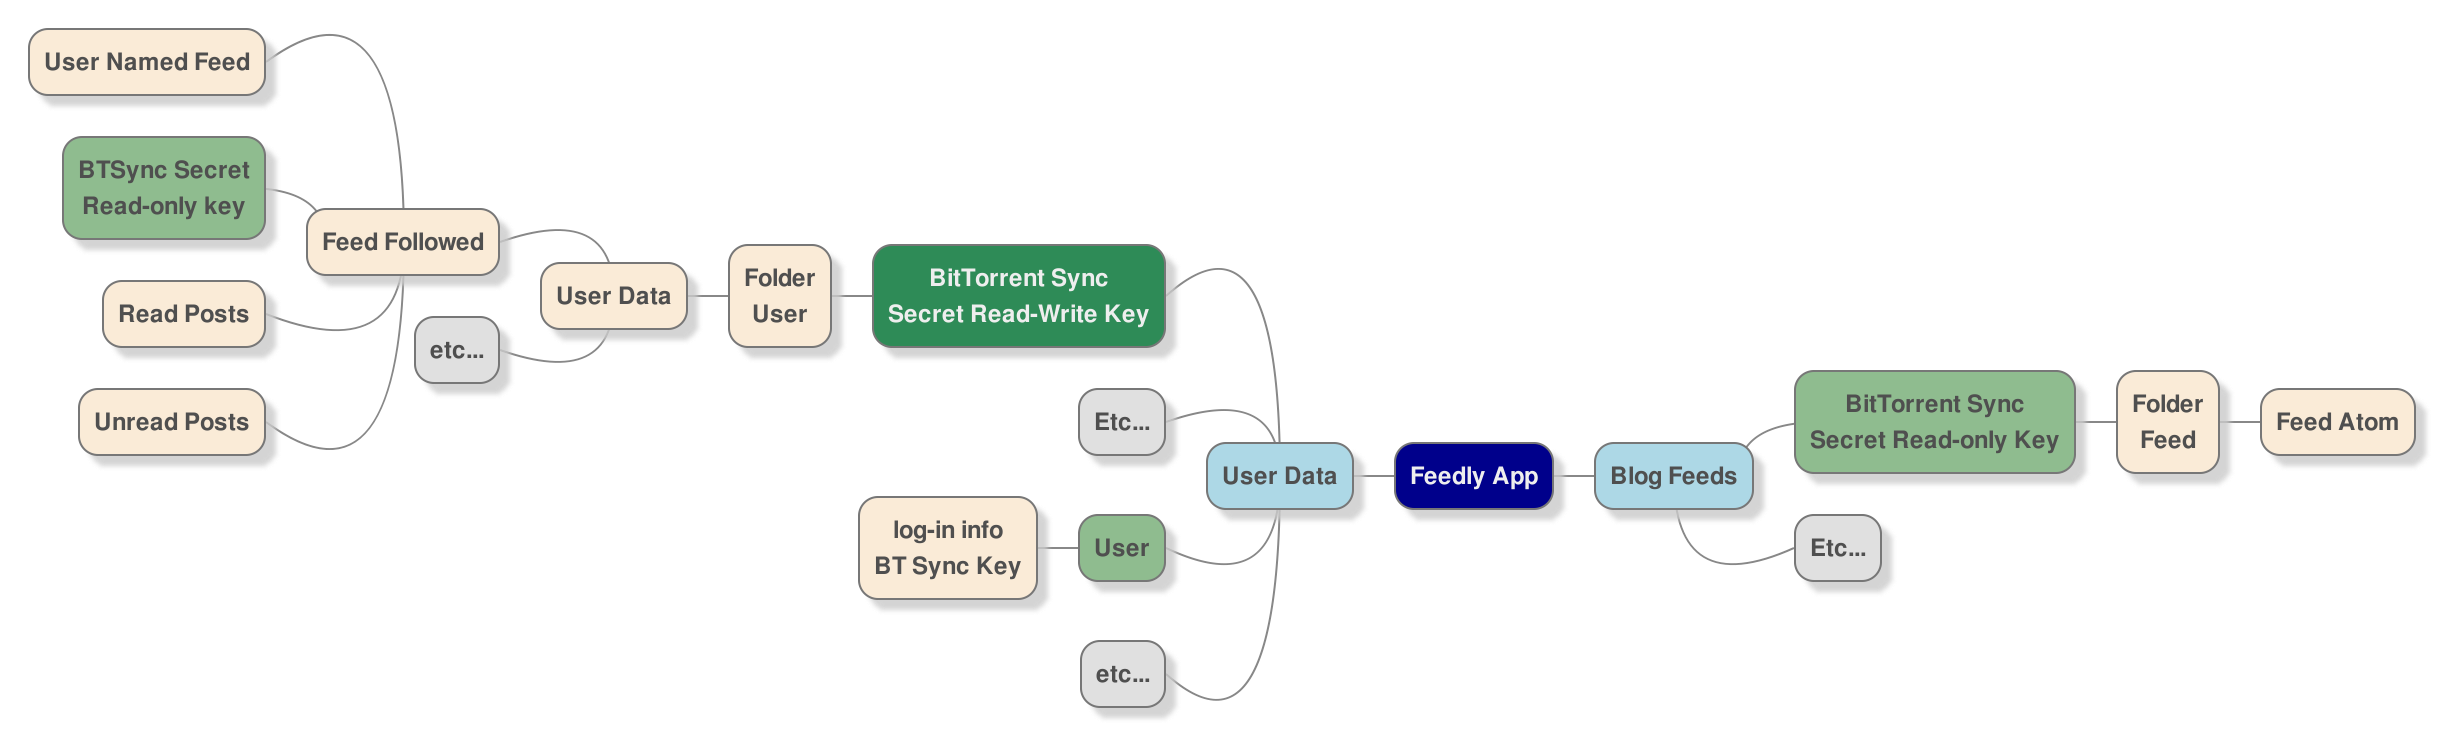 User Named Feed
BTSync Secret
Read-only key
Feed Followed
Read Posts
Unread Posts
etc...
User Data
Folder
User
BitTorrent Sync
Secret Read-Write Key
Etc...
log-in info
BT Sync Key
User
etc...
User Data
Feedly App
Blog Feeds
BitTorrent Sync
Secret Read-only Key
Folder
Feed
Feed Atom
Etc...